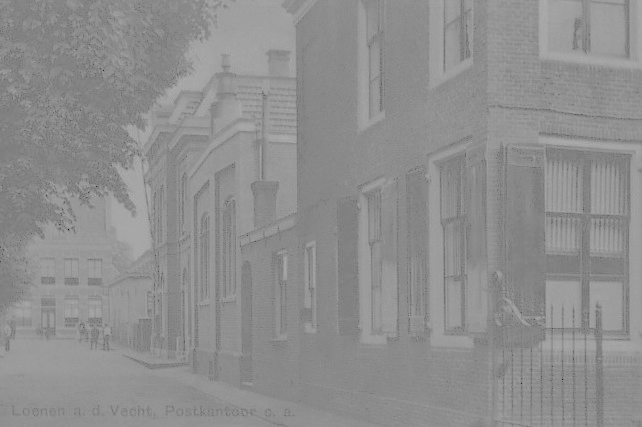 Loenen a. d. Vecht, Postkantoor c. a.